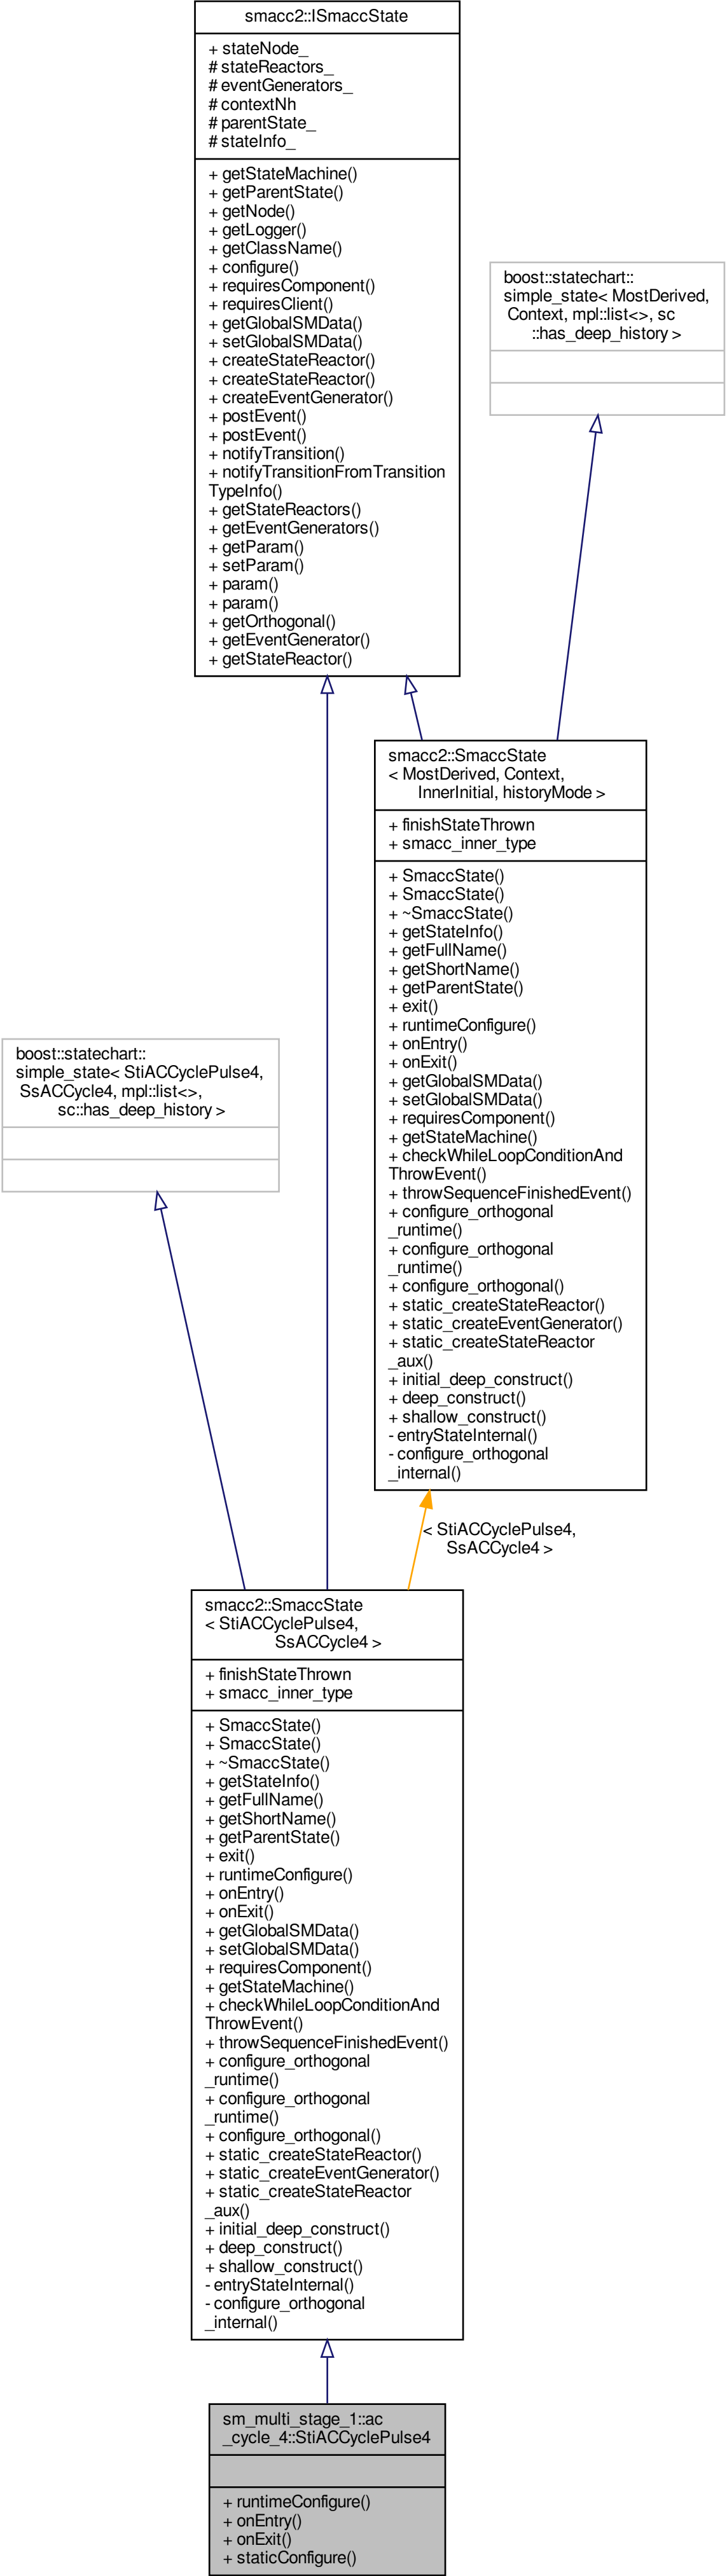 smacc2::ISmaccState
+ stateNode_
# stateReactors_
# eventGenerators_
# contextNh
# parentState_
# stateInfo_
+ getStateMachine()
+ getParentState()
+ getNode()
+ getLogger()
+ getClassName()
+ configure()
+ requiresComponent()
+ requiresClient()
+ getGlobalSMData()
+ setGlobalSMData()
+ createStateReactor()
+ createStateReactor()
+ createEventGenerator()
+ postEvent()
+ postEvent()
+ notifyTransition()
+ notifyTransitionFromTransition
TypeInfo()
+ getStateReactors()
+ getEventGenerators()
+ getParam()
+ setParam()
+ param()
+ param()
+ getOrthogonal()
+ getEventGenerator()
+ getStateReactor()
boost::statechart::
simple_state< MostDerived,
Context, mpl::list<>, sc
::has_deep_history >
smacc2::SmaccState
< MostDerived, Context,
InnerInitial, historyMode >
+ finishStateThrown
+ smacc_inner_type
+ SmaccState()
+ SmaccState()
+ ~SmaccState()
+ getStateInfo()
+ getFullName()
+ getShortName()
+ getParentState()
+ exit()
+ runtimeConfigure()
+ onEntry()
+ onExit()
+ getGlobalSMData()
+ setGlobalSMData()
+ requiresComponent()
+ getStateMachine()
+ checkWhileLoopConditionAnd
ThrowEvent()
+ throwSequenceFinishedEvent()
+ configure_orthogonal
_runtime()
+ configure_orthogonal
_runtime()
+ configure_orthogonal()
+ static_createStateReactor()
+ static_createEventGenerator()
+ static_createStateReactor
_aux()
+ initial_deep_construct()
+ deep_construct()
+ shallow_construct()
- entryStateInternal()
- configure_orthogonal
_internal()
boost::statechart::
simple_state< StiACCyclePulse4,
SsACCycle4, mpl::list<>,
sc::has_deep_history >
< StiACCyclePulse4,
SsACCycle4 >
smacc2::SmaccState
< StiACCyclePulse4,
SsACCycle4 >
+ finishStateThrown
+ smacc_inner_type
+ SmaccState()
+ SmaccState()
+ ~SmaccState()
+ getStateInfo()
+ getFullName()
+ getShortName()
+ getParentState()
+ exit()
+ runtimeConfigure()
+ onEntry()
+ onExit()
+ getGlobalSMData()
+ setGlobalSMData()
+ requiresComponent()
+ getStateMachine()
+ checkWhileLoopConditionAnd
ThrowEvent()
+ throwSequenceFinishedEvent()
+ configure_orthogonal
_runtime()
+ configure_orthogonal
_runtime()
+ configure_orthogonal()
+ static_createStateReactor()
+ static_createEventGenerator()
+ static_createStateReactor
_aux()
+ initial_deep_construct()
+ deep_construct()
+ shallow_construct()
- entryStateInternal()
- configure_orthogonal
_internal()
sm_multi_stage_1::ac
_cycle_4::StiACCyclePulse4
+ runtimeConfigure()
+ onEntry()
+ onExit()
+ staticConfigure()